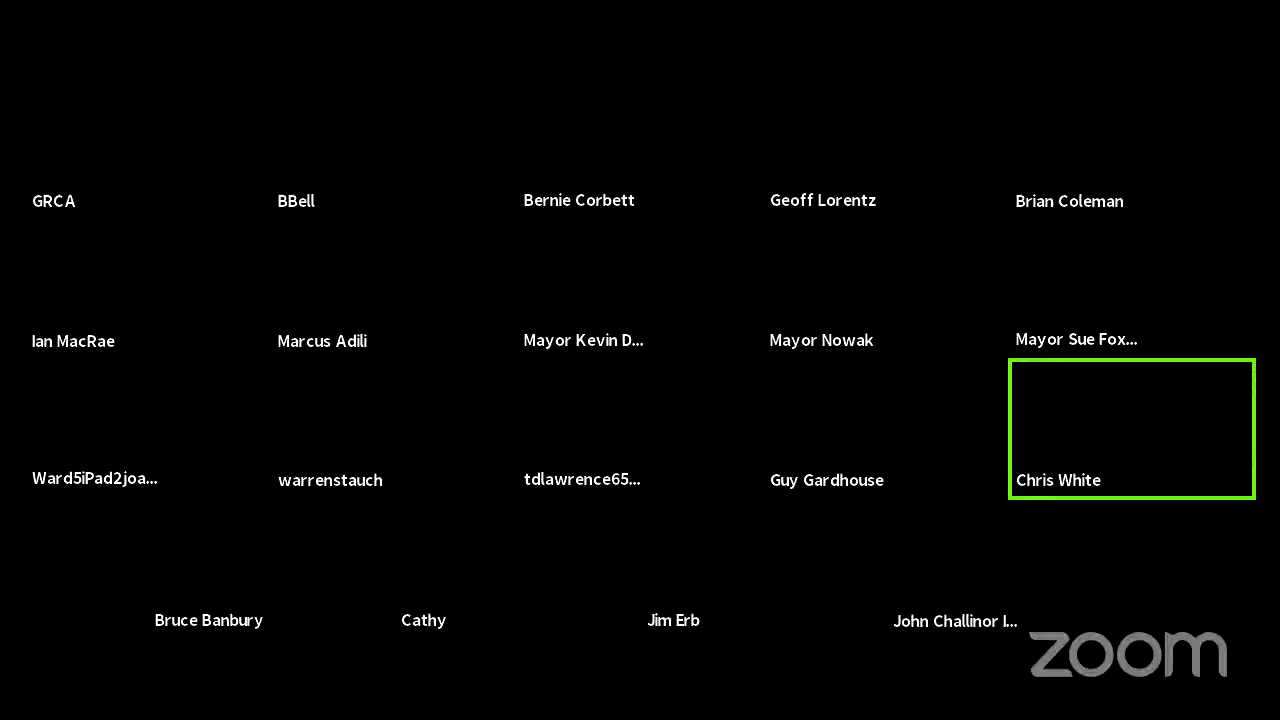 GRCA
BBell
Bernie Corbett
Geoff Lorentz
Brian Coleman
Ian MacRae
Marcus Adili
Mayor Kevin D...
Mayor Nowak
Mayor Sue Fox...
Ward5iPad2joa...
warrenstauch
tdlawrence65...
Guy Gardhouse
Chris White
Bruce Banbury
Cathy
Jim Erb
John Challinor I...
zoom